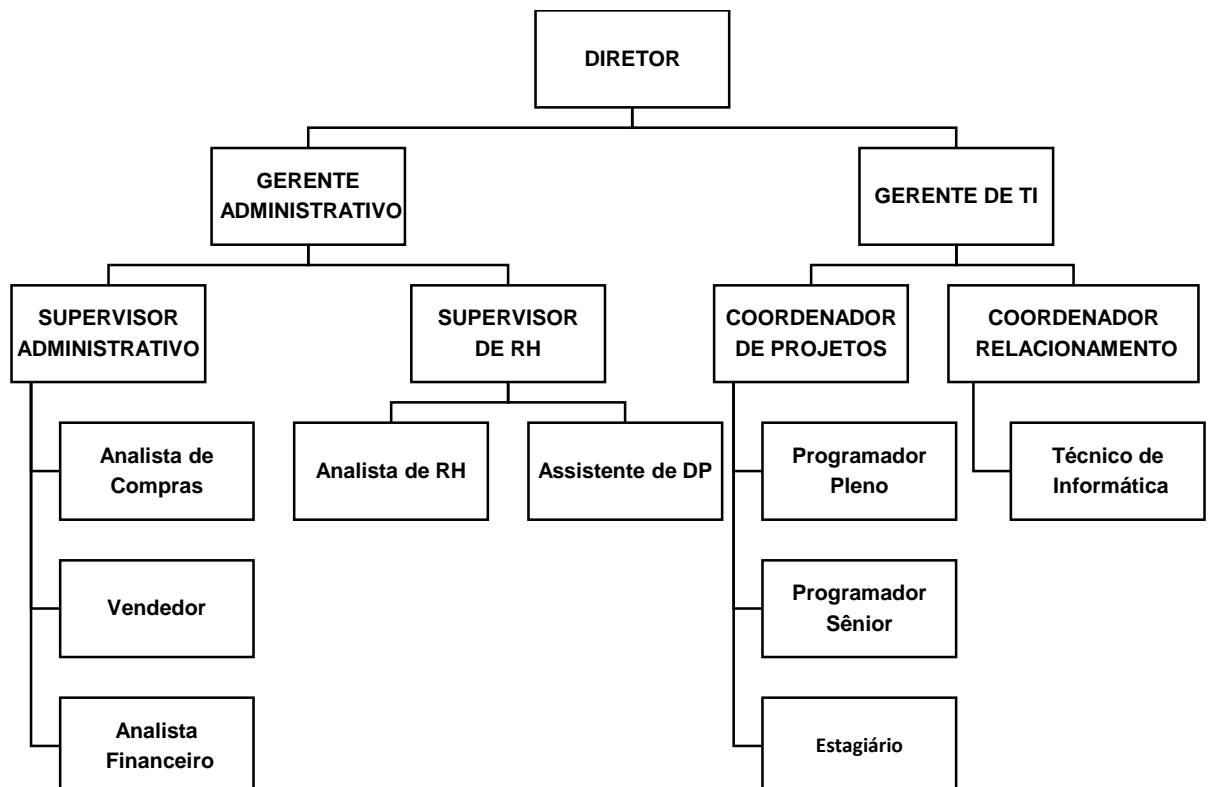 DIRETOR
GERENTE
ADMINISTRATIVO
GERENTE DE TI
SUPERVISOR
ADMINISTRATIVO
SUPERVISOR
DE RH
COORDENADOR
DE PROJETOS
COORDENADOR
RELACIONAMENTO
Analista de
Compras
Analista de RH
Assistente de DP
Programador
Pleno
Técnico de
Informática
Vendedor
Programador
Sênior
Analista
Financeiro
Estagiário